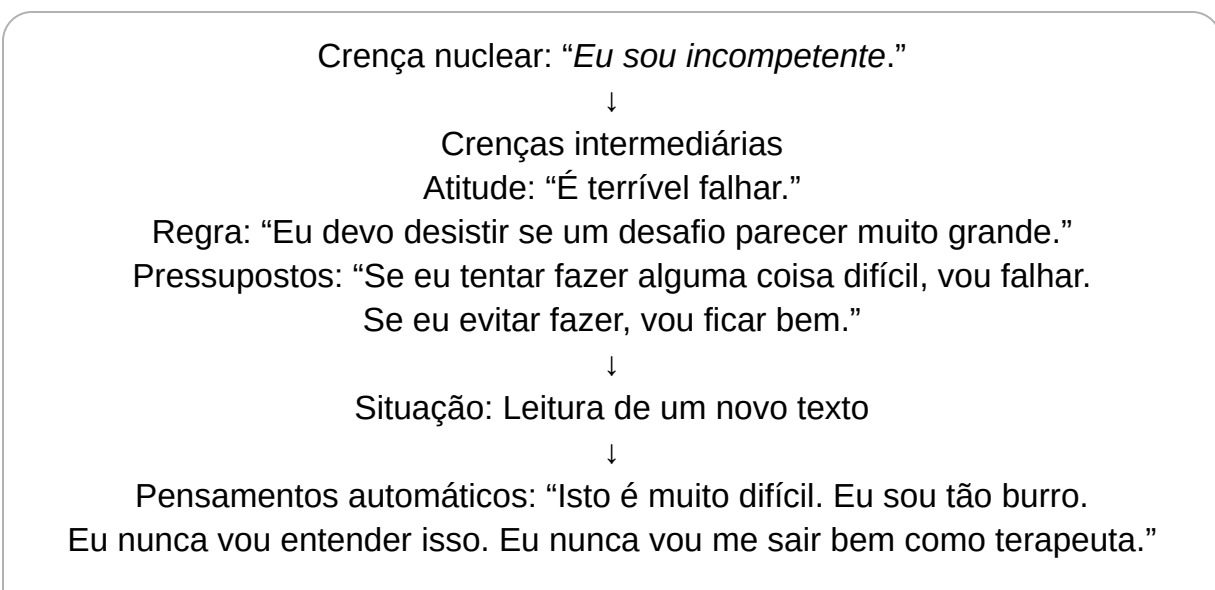 Crença nuclear: “Eu sou incompetente.”
↓
Crenças intermediárias
Atitude: “É terrível falhar.”
Regra: “Eu devo desistir se um desafio parecer muito grande.”
Pressupostos: “Se eu tentar fazer alguma coisa difícil, vou falhar.
Se eu evitar fazer, vou ficar bem.”
↓
Situação: Leitura de um novo texto
↓
Pensamentos automáticos: “Isto é muito difícil. Eu sou tão burro.
Eu nunca vou entender isso. Eu nunca vou me sair bem como terapeuta.”